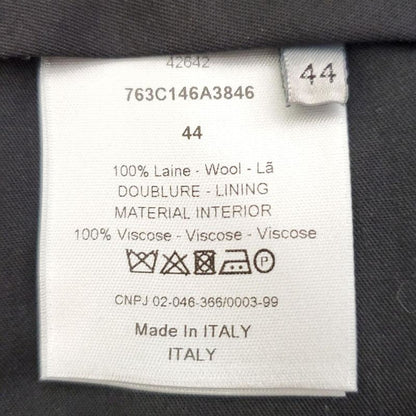 42642
44
763C146A3846
44
100% Laine - Wool - Lã
DOUBLURE - LINING
MATERIAL INTERIOR
100% Viscose - Viscose - Viscose
P
CNPJ 02-046-366/0003-99
Made In ITALY
ITALY